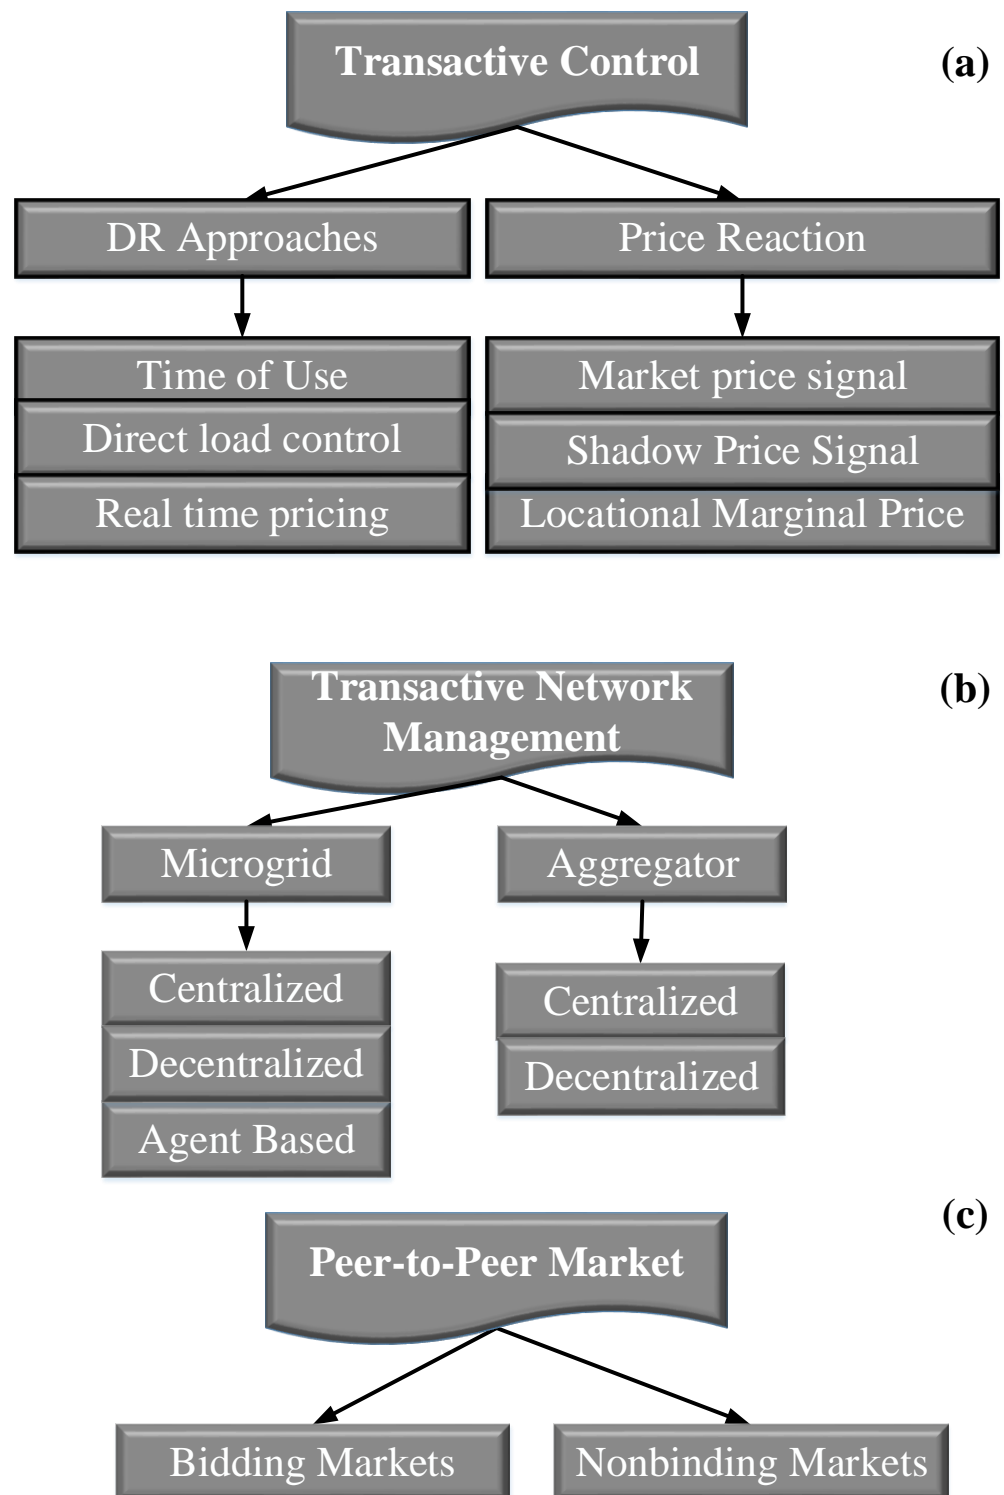 Transactive Control
(a)
DR Approaches
Price Reaction
Time of Use
Direct load control
Real time pricing
Market price signal
Shadow Price Signal
Locational Marginal Price
Transactive Network
Management
(b)
Microgrid
Aggregator
Centralized
Decentralized
Agent Based
Centralized
Decentralized
(c)
Peer-to-Peer Market
Bidding Markets
Nonbinding Markets